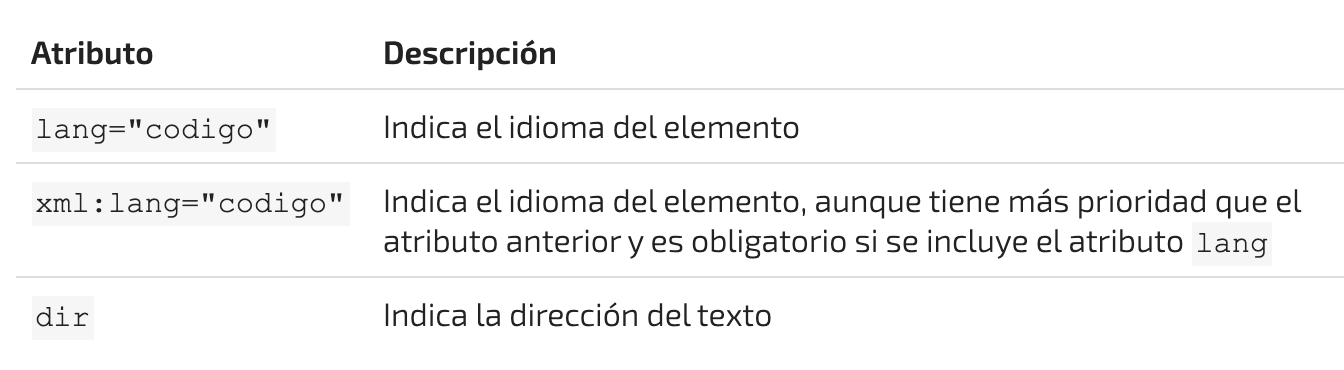 Atributo Descripción
lang="codigo" Indica el idioma del elemento
xml:lang="codigo" Indica el idioma del elemento, aunque tiene más prioridad que el
atributo anterior y es obligatorio si se incluye el atributo lang
dir Indica la dirección del texto